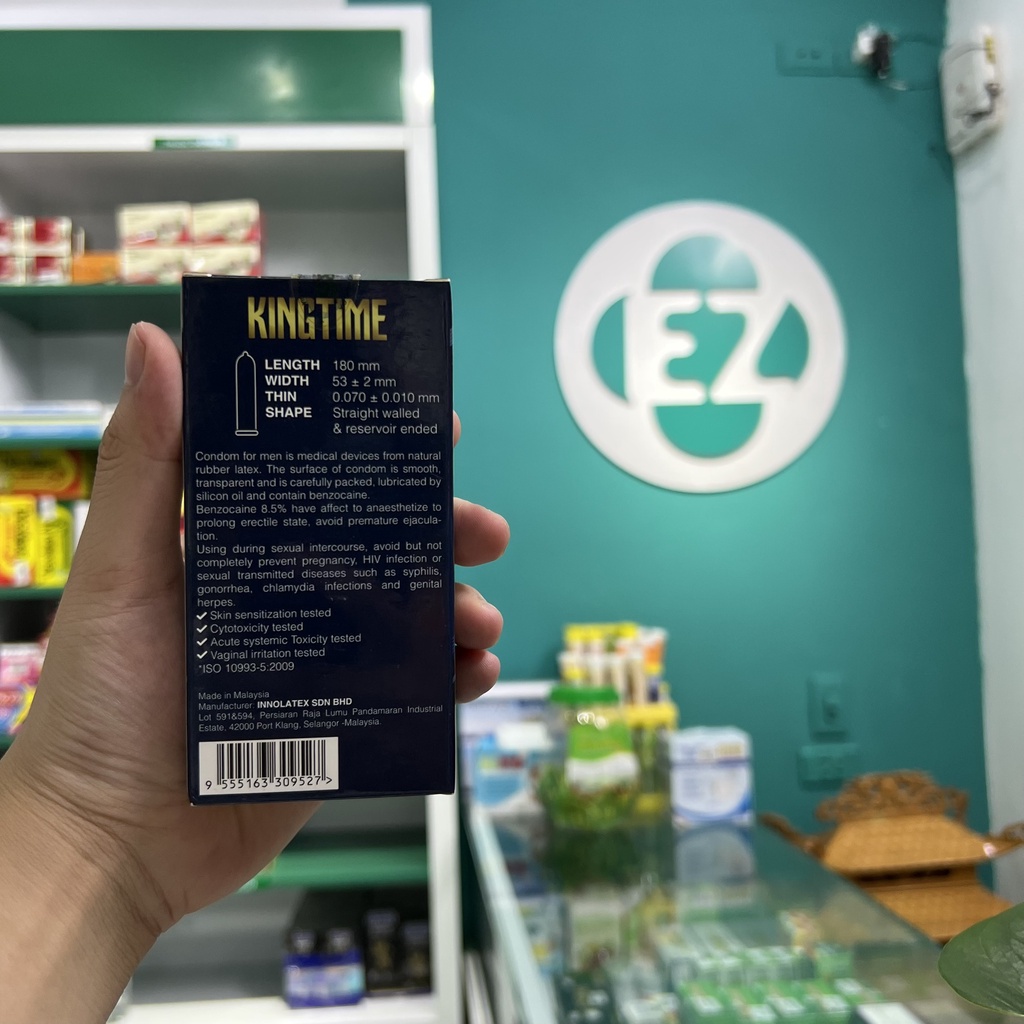 KINGTIME
LENGTH 180 mm
WIDTH 53 ± 2 mm
THIN 0.070 ± 0.010 mm
SHAPE Straight walled
& reservoir ended
Condom for men is medical devices from natural
rubber latex. The surface of condom is smooth,
transparent and is carefully packed, lubricated by
silicon oil and contain benzocaine.
Benzocaine 8.5% have affect to anaesthetize to
prolong erectile state, avoid premature ejacula-
tion.
Using during sexual intercourse, avoid but not
completely prevent pregnancy, HIV infection or
sexual transmitted diseases such as syphilis,
gonorrhea, chlamydia infections and genital
herpes.
✓ Skin sensitization tested
✓ Cytotoxicity tested
✓ Acute systemic Toxicity tested
✓ Vaginal irritation tested
*ISO 10993-5:2009
Made in Malaysia
Manufacturer: INNOLATEX SDN BHD
Lot 591&594, Persiaran Raja Lumu Pandamaran Industrial
Estate, 42000 Port Klang, Selangor -Malaysia.
9 555163 309527 >
EZ